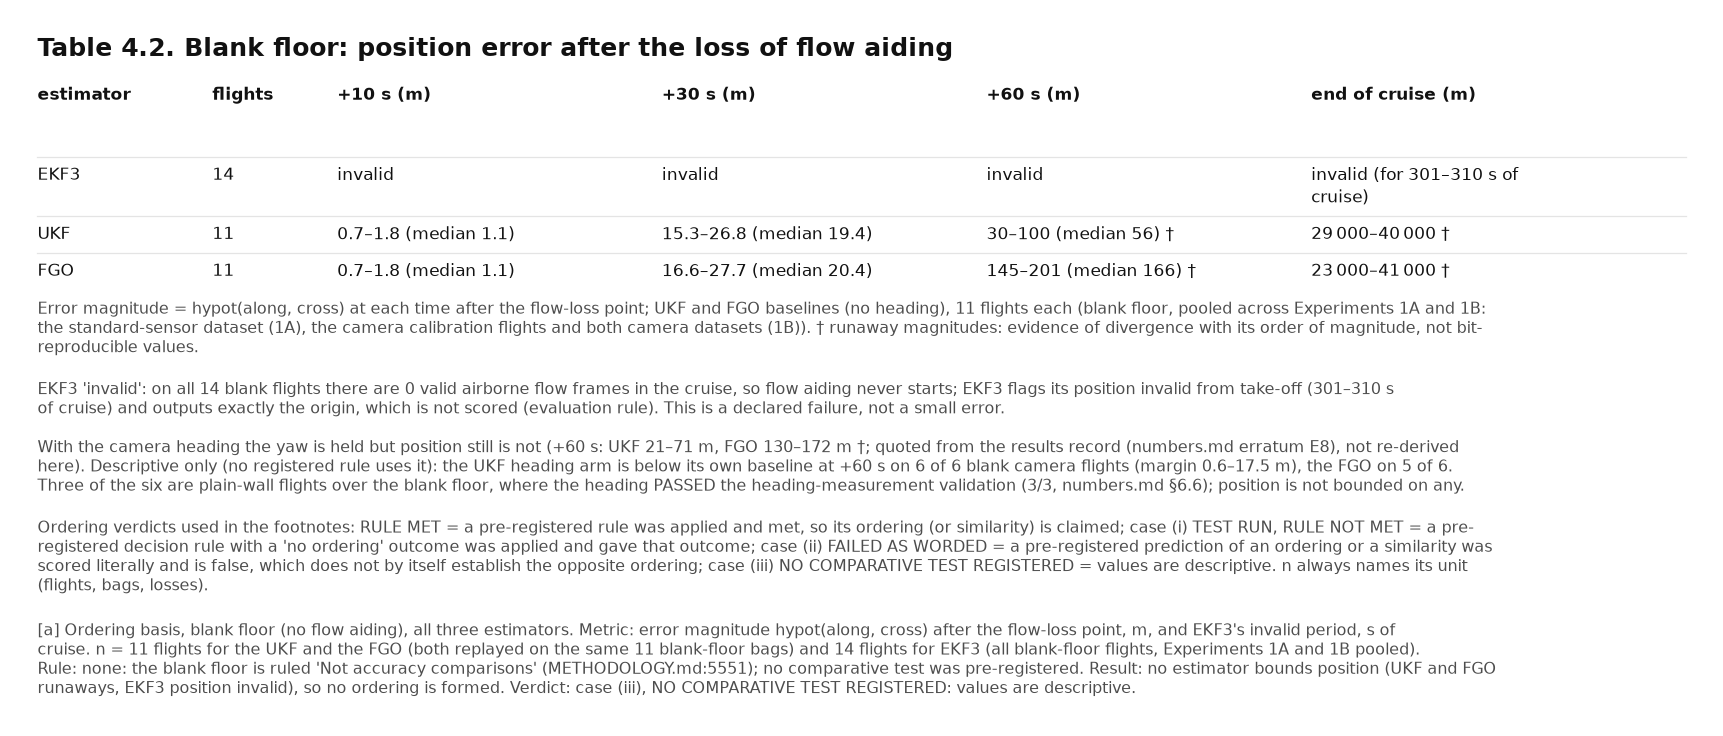 Table 4.2. Blank floor: position error after the loss of flow aiding
estimator flights +10 s (m) +30 s (m) +60 s (m) end of cruise (m)
EKF3 14 invalid invalid invalid invalid (for 301–310 s of
cruise)
UKF 11 0.7–1.8 (median 1.1) 15.3–26.8 (median 19.4) 30–100 (median 56) † 29 000–40 000 †
FGO 11 0.7–1.8 (median 1.1) 16.6–27.7 (median 20.4) 145–201 (median 166) † 23 000–41 000 †
Error magnitude = hypot(along, cross) at each time after the flow-loss point; UKF and FGO baselines (no heading), 11 flights each (blank floor, pooled across Experiments 1A and 1B:
the standard-sensor dataset (1A), the camera calibration flights and both camera datasets (1B)). † runaway magnitudes: evidence of divergence with its order of magnitude, not bit-
reproducible values.
EKF3 'invalid': on all 14 blank flights there are 0 valid airborne flow frames in the cruise, so flow aiding never starts; EKF3 flags its position invalid from take-off (301–310 s
of cruise) and outputs exactly the origin, which is not scored (evaluation rule). This is a declared failure, not a small error.
With the camera heading the yaw is held but position still is not (+60 s: UKF 21–71 m, FGO 130–172 m †; quoted from the results record (numbers.md erratum E8), not re-derived
here). Descriptive only (no registered rule uses it): the UKF heading arm is below its own baseline at +60 s on 6 of 6 blank camera flights (margin 0.6–17.5 m), the FGO on 5 of 6.
Three of the six are plain-wall flights over the blank floor, where the heading PASSED the heading-measurement validation (3/3, numbers.md §6.6); position is not bounded on any.
Ordering verdicts used in the footnotes: RULE MET = a pre-registered rule was applied and met, so its ordering (or similarity) is claimed; case (i) TEST RUN, RULE NOT MET = a pre-
registered decision rule with a 'no ordering' outcome was applied and gave that outcome; case (ii) FAILED AS WORDED = a pre-registered prediction of an ordering or a similarity was
scored literally and is false, which does not by itself establish the opposite ordering; case (iii) NO COMPARATIVE TEST REGISTERED = values are descriptive. n always names its unit
(flights, bags, losses).
[a] Ordering basis, blank floor (no flow aiding), all three estimators. Metric: error magnitude hypot(along, cross) after the flow-loss point, m, and EKF3's invalid period, s of
cruise. n = 11 flights for the UKF and the FGO (both replayed on the same 11 blank-floor bags) and 14 flights for EKF3 (all blank-floor flights, Experiments 1A and 1B pooled).
Rule: none: the blank floor is ruled 'Not accuracy comparisons' (METHODOLOGY.md:5551); no comparative test was pre-registered. Result: no estimator bounds position (UKF and FGO
runaways, EKF3 position invalid), so no ordering is formed. Verdict: case (iii), NO COMPARATIVE TEST REGISTERED: values are descriptive.